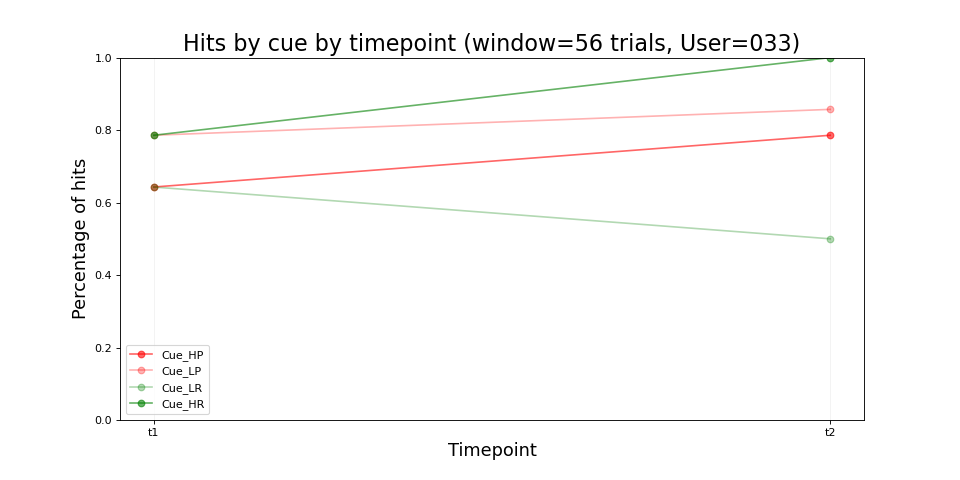 Hits by cue by timepoint (window=56 trials, User=033)
Percentage of hits
1.0
0.8
0.6
0.4
0.2
0.0
Cue_HP
Cue_LP
Cue_LR
Cue_HR
t1
t2
Timepoint